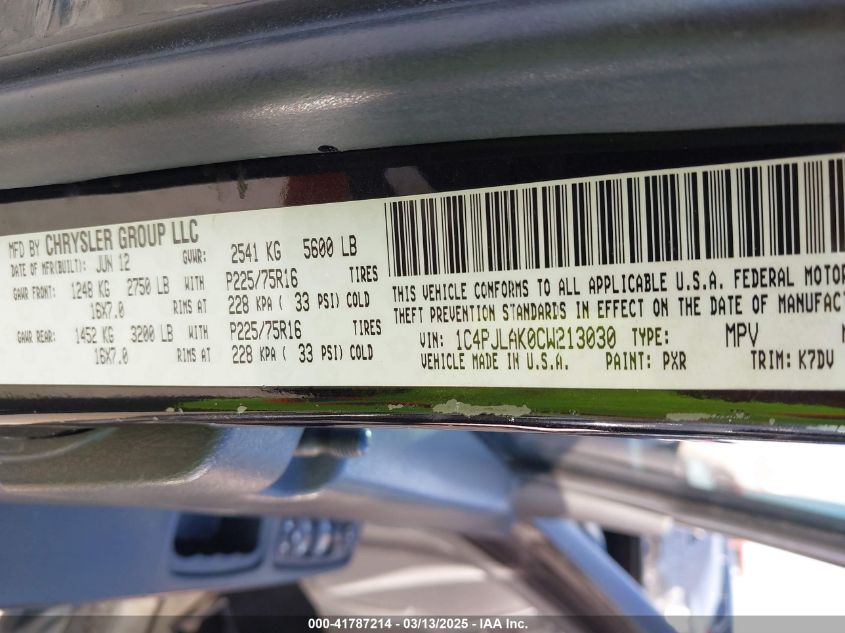 MFD BY CHRYSLER GROUP LLC
DATE OF MFR(BUILT): JUN 12 GVWR: 2541 KG 5600 LB
GAWR FRONT: 1248 KG 2750 LB WITH P225/75R16 TIRES
16X7.0 RIMS AT 228 KPA ( 33 PSI) COLD
GAWR REAR: 1452 KG 3200 LB WITH P225/75R16 TIRES
16X7.0 RIMS AT 228 KPA ( 33 PSI) COLD
THIS VEHICLE CONFORMS TO ALL APPLICABLE U.S.A. FEDERAL MOTOR
THEFT PREVENTION STANDARDS IN EFFECT ON THE DATE OF MANUFACT
VIN: 1C4PJLAK0CW213030 TYPE: MPV
VEHICLE MADE IN U.S.A. PAINT: PXR TRIM: K7DV
000-41787214 - 03/13/2025 - IAA Inc.